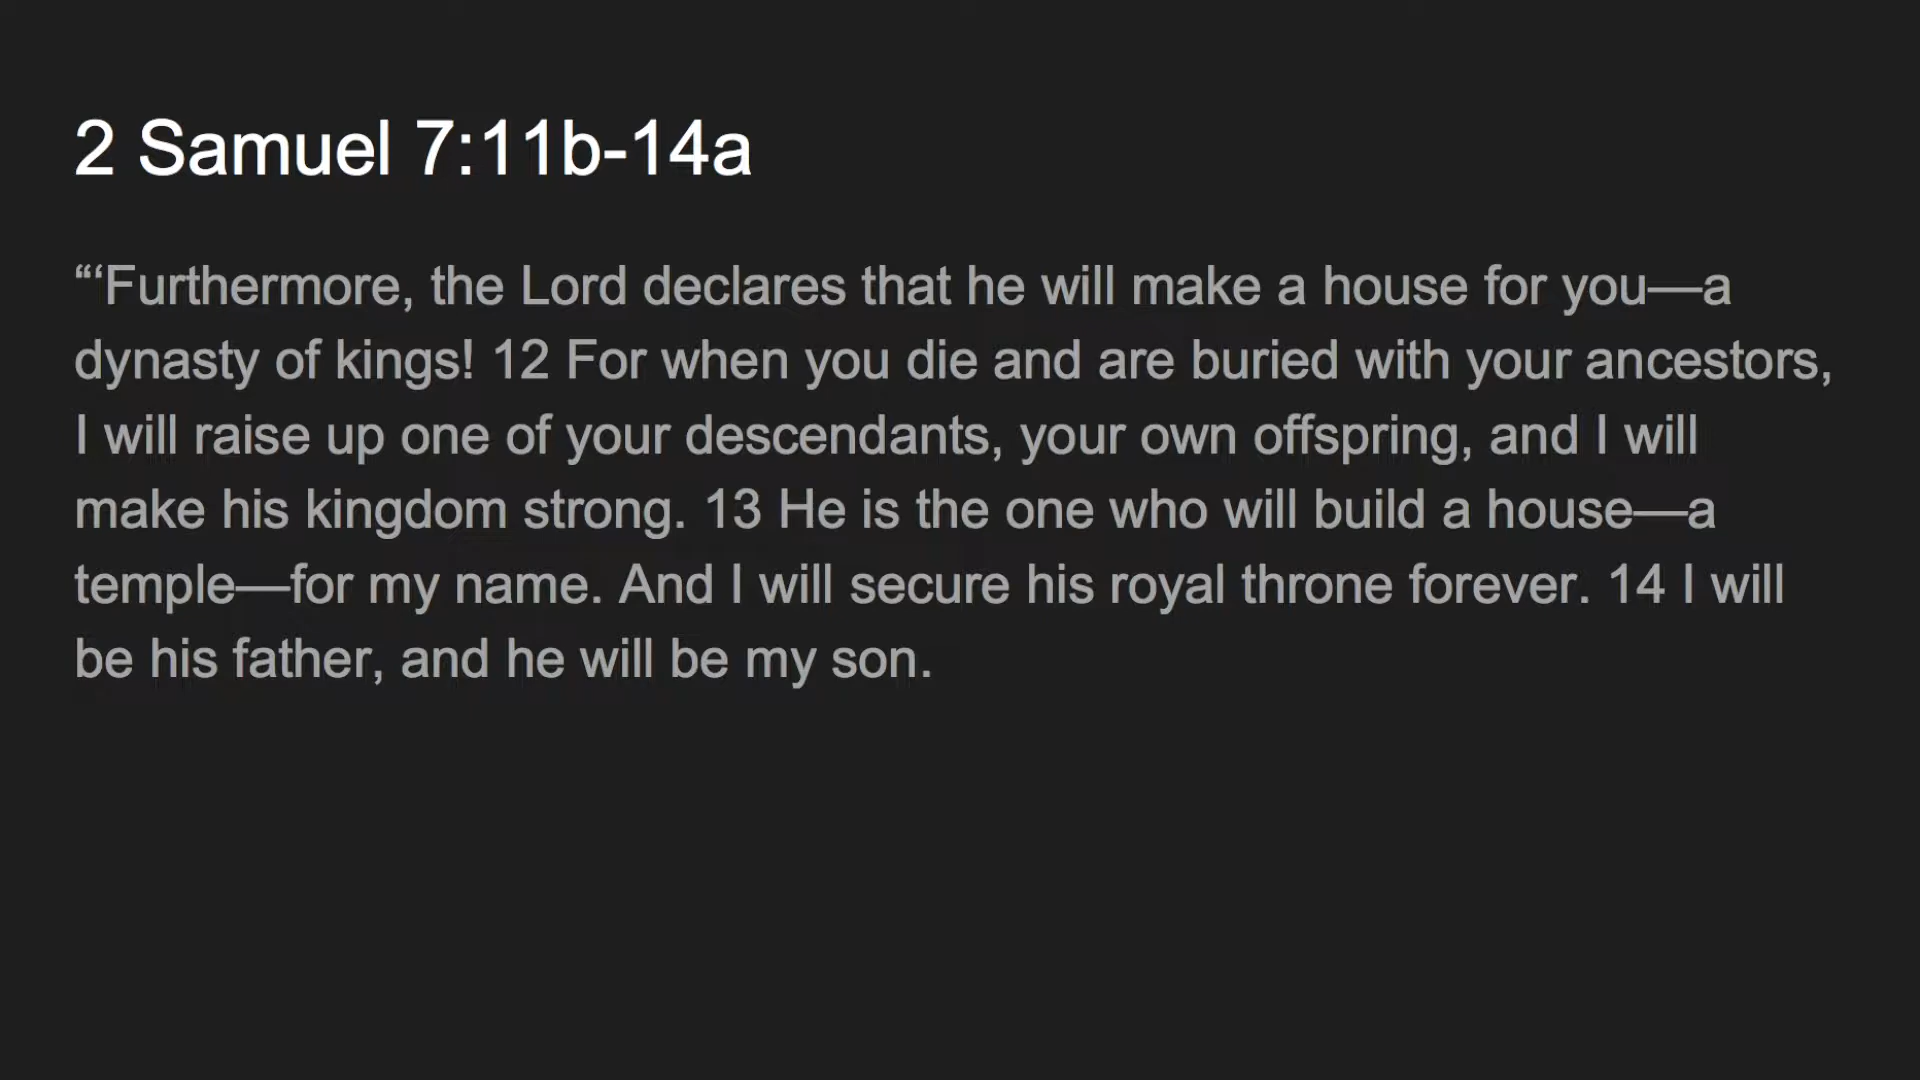 2 Samuel 7:11b-14a
“‘Furthermore, the Lord declares that he will make a house for you—a
dynasty of kings! 12 For when you die and are buried with your ancestors,
I will raise up one of your descendants, your own offspring, and I will
make his kingdom strong. 13 He is the one who will build a house—a
temple—for my name. And I will secure his royal throne forever. 14 I will
be his father, and he will be my son.